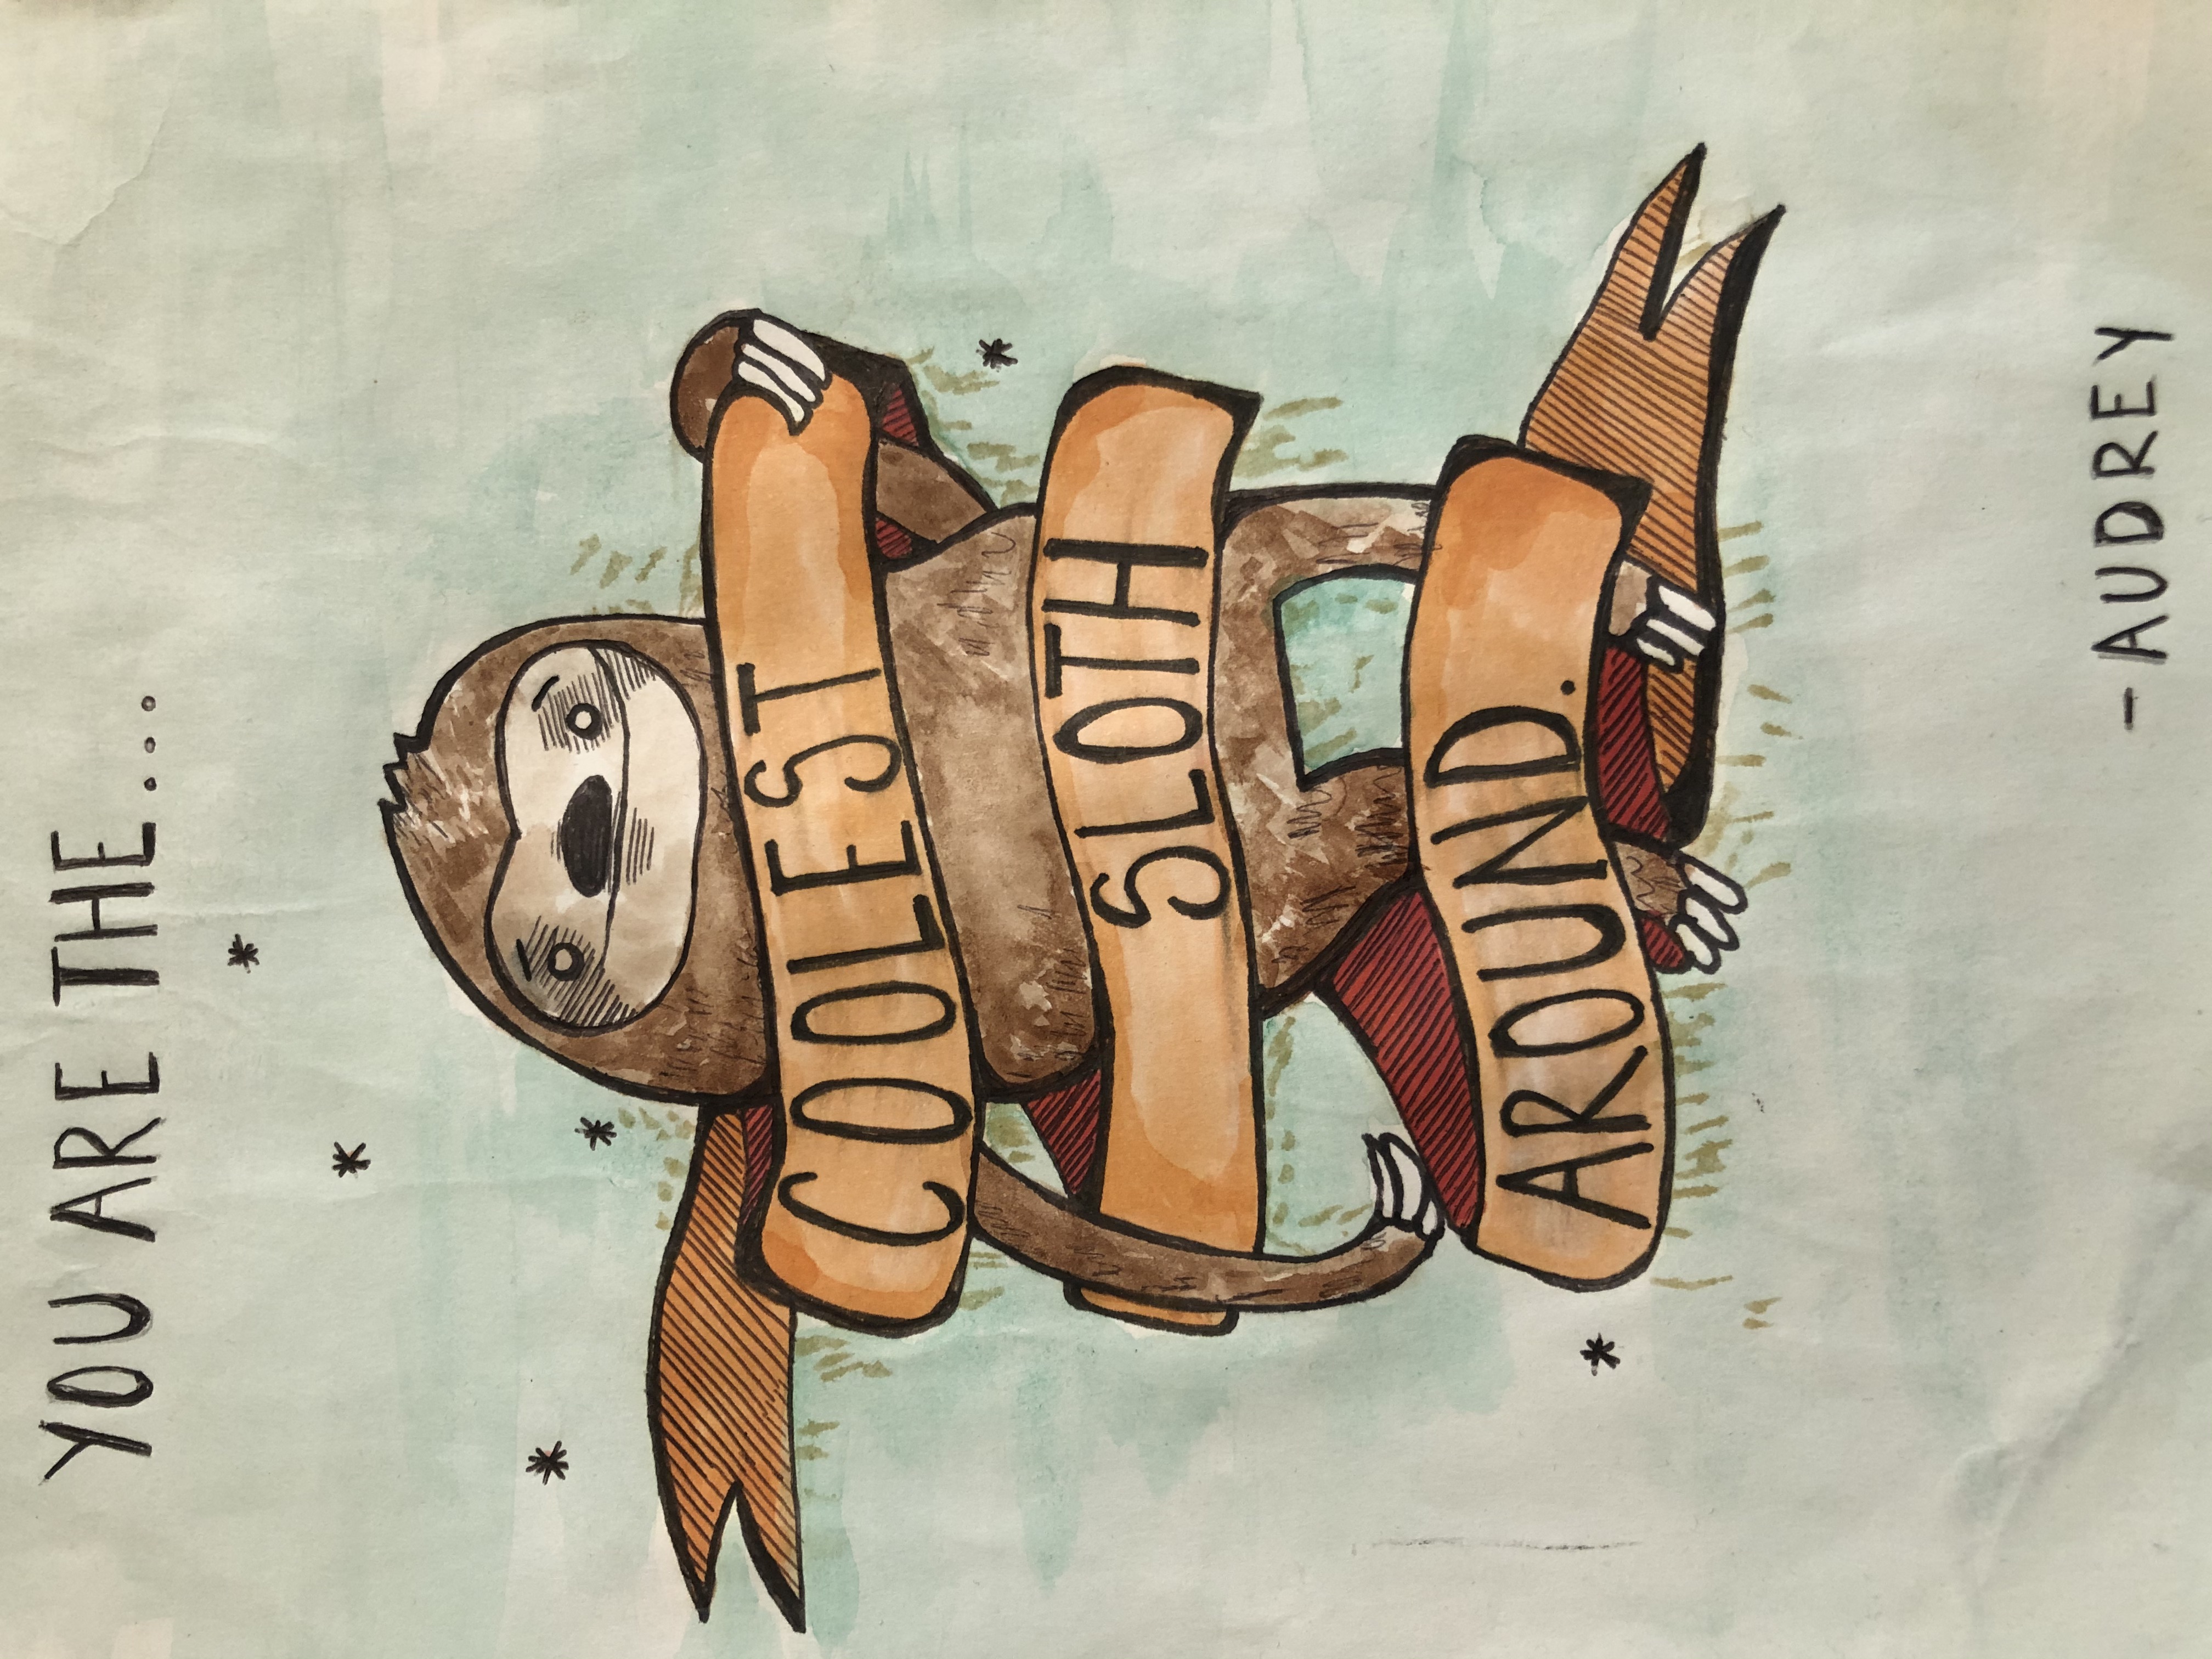 YOU ARE THE...
COOLEST
SLOTH
AROUND.
-AUDREY